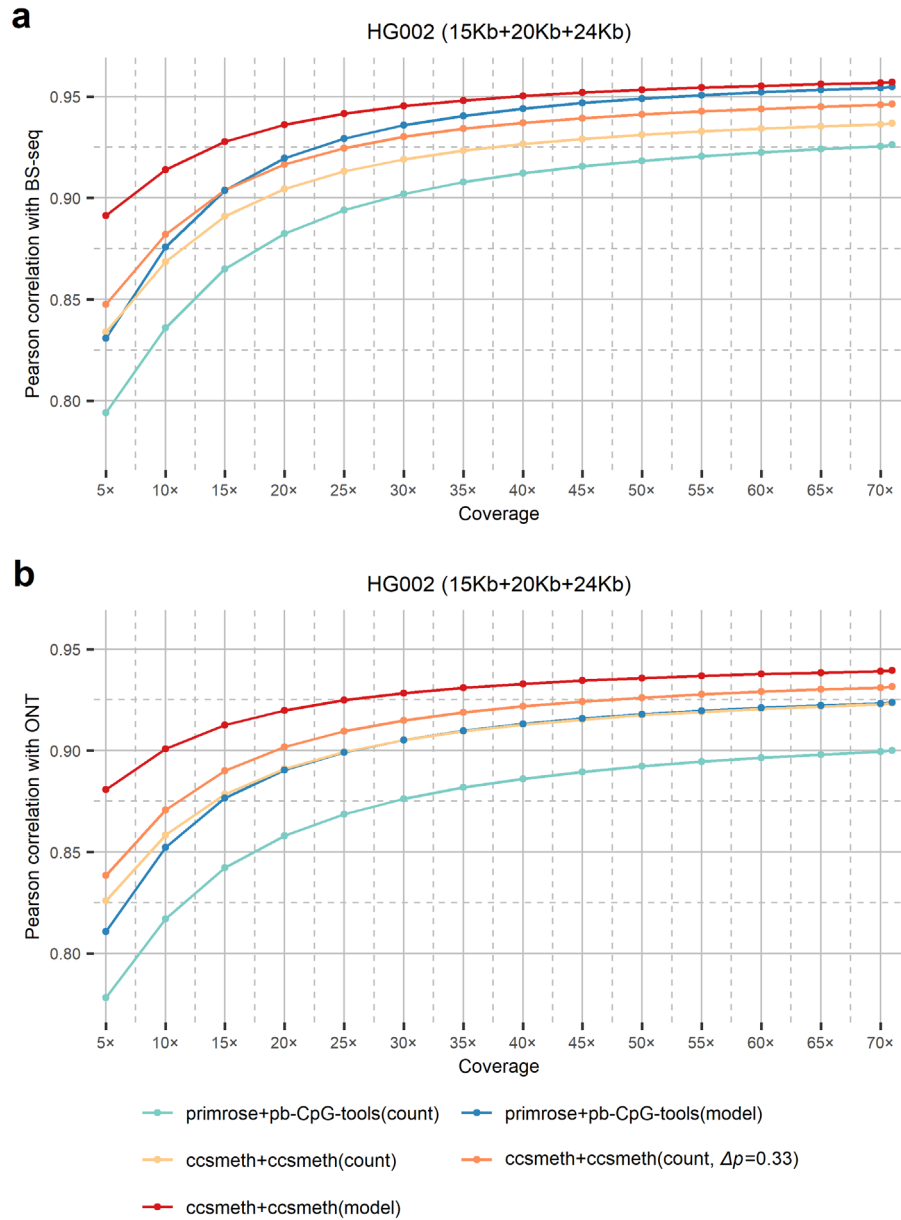 a
HG002 (15Kb+20Kb+24Kb)
Pearson correlation with BS-seq
0.95
0.90
0.85
0.80
5× 10× 15× 20× 25× 30× 35× 40× 45× 50× 55× 60× 65× 70×
Coverage
b
HG002 (15Kb+20Kb+24Kb)
Pearson correlation with ONT
0.95
0.90
0.85
0.80
5× 10× 15× 20× 25× 30× 35× 40× 45× 50× 55× 60× 65× 70×
Coverage
primrose+pb-CpG-tools(count) primrose+pb-CpG-tools(model)
ccsmeth+ccsmeth(count) ccsmeth+ccsmeth(count, Δp=0.33)
ccsmeth+ccsmeth(model)